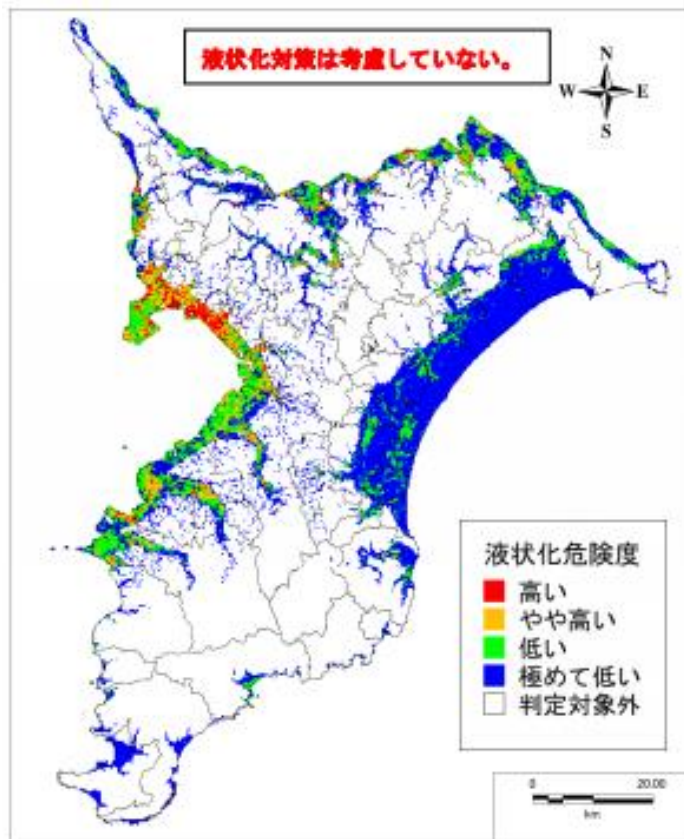 液状化対策は考慮していない。
N
W E
S
液状化危険度
高い
やや高い
低い
極めて低い
判定対象外
0 20.00
km